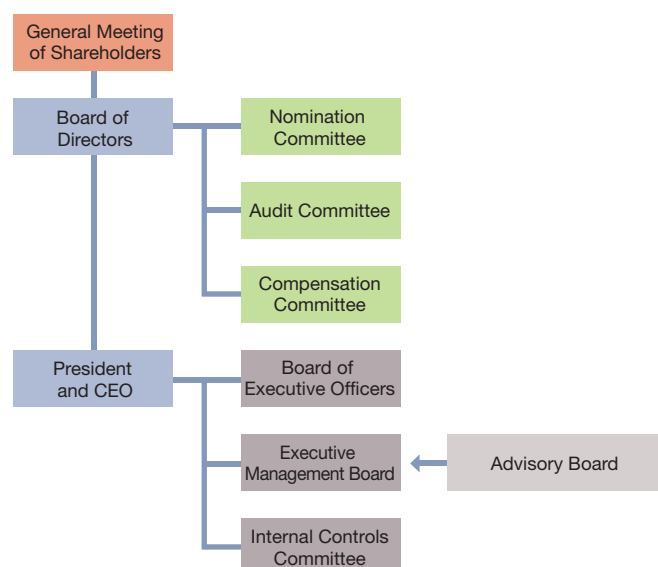 General Meeting
of Shareholders
Board of
Directors
Nomination
Committee
Audit Committee
Compensation
Committee
President
and CEO
Board of
Executive Officers
Executive
Management Board
Advisory Board
Internal Controls
Committee